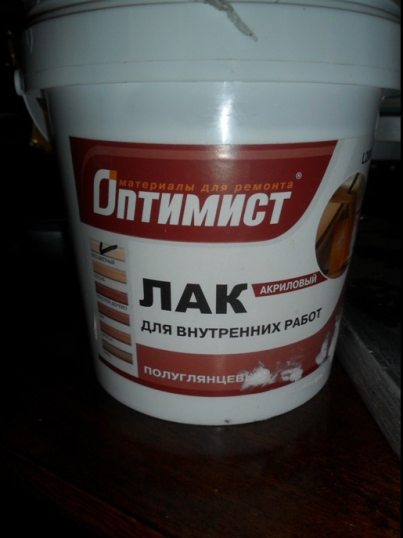 материалы для ремонта
Оптимист®
ЛАК
АКРИЛОВЫЙ
ДЛЯ ВНУТРЕННИХ РАБОТ